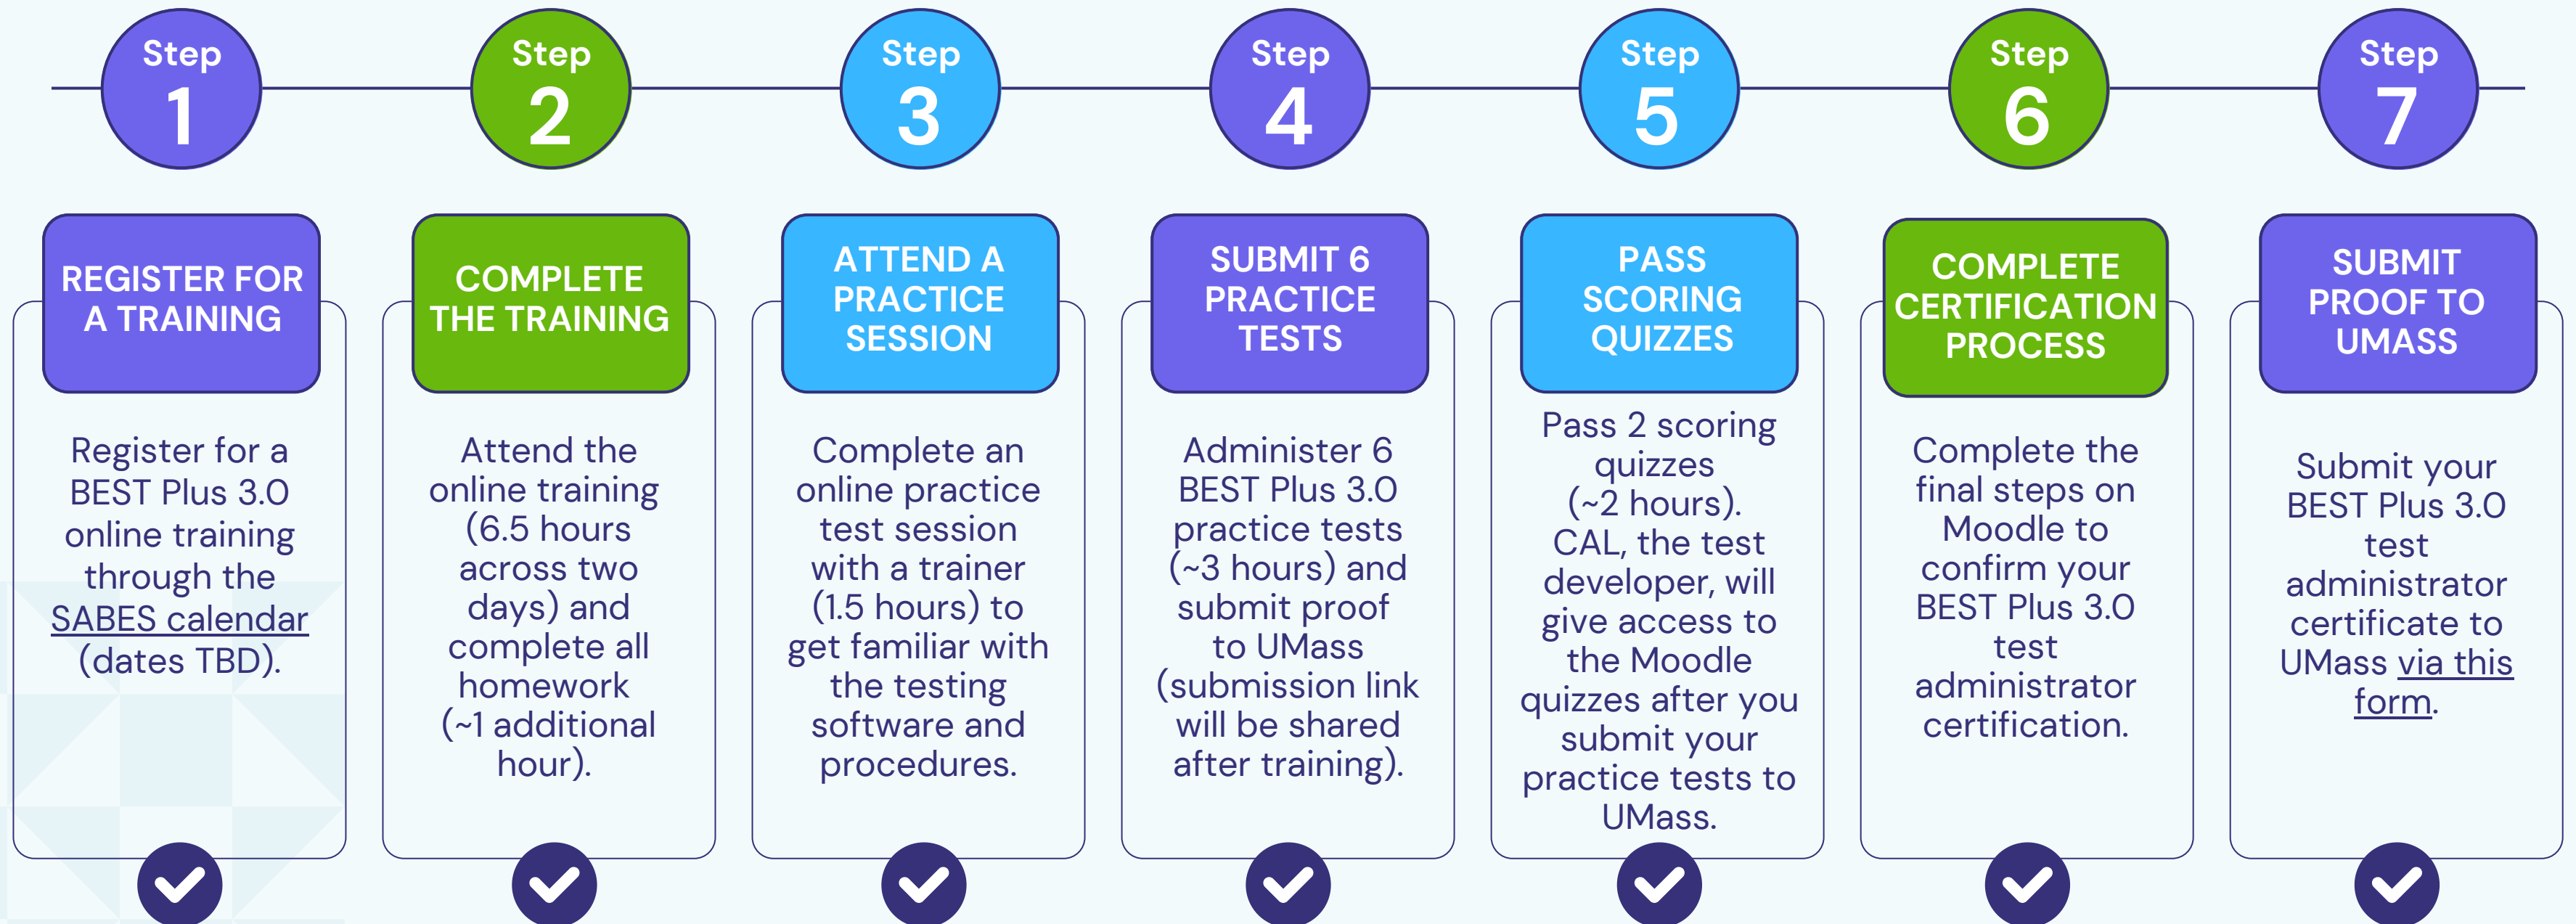 Step
1
Step
2
Step
3
Step
4
Step
5
Step
6
Step
7
REGISTER FOR
A TRAINING
Register for a
BEST Plus 3.0
online training
through the
SABES calendar
(dates TBD).
COMPLETE
THE TRAINING
Attend the
online training
(6.5 hours
across two
days) and
complete all
homework
(~1 additional
hour).
ATTEND A
PRACTICE
SESSION
Complete an
online practice
test session
with a trainer
(1.5 hours) to
get familiar with
the testing
software and
procedures.
SUBMIT 6
PRACTICE
TESTS
Administer 6
BEST Plus 3.0
practice tests
(~3 hours) and
submit proof
to UMass
(submission link
will be shared
after training).
PASS
SCORING
QUIZZES
Pass 2 scoring
quizzes
(~2 hours).
CAL, the test
developer, will
give access to
the Moodle
quizzes after you
submit your
practice tests to
UMass.
COMPLETE
CERTIFICATION
PROCESS
Complete the
final steps on
Moodle to
confirm your
BEST Plus 3.0
test
administrator
certification.
SUBMIT
PROOF TO
UMASS
Submit your
BEST Plus 3.0
test
administrator
certificate to
UMass via this
form.